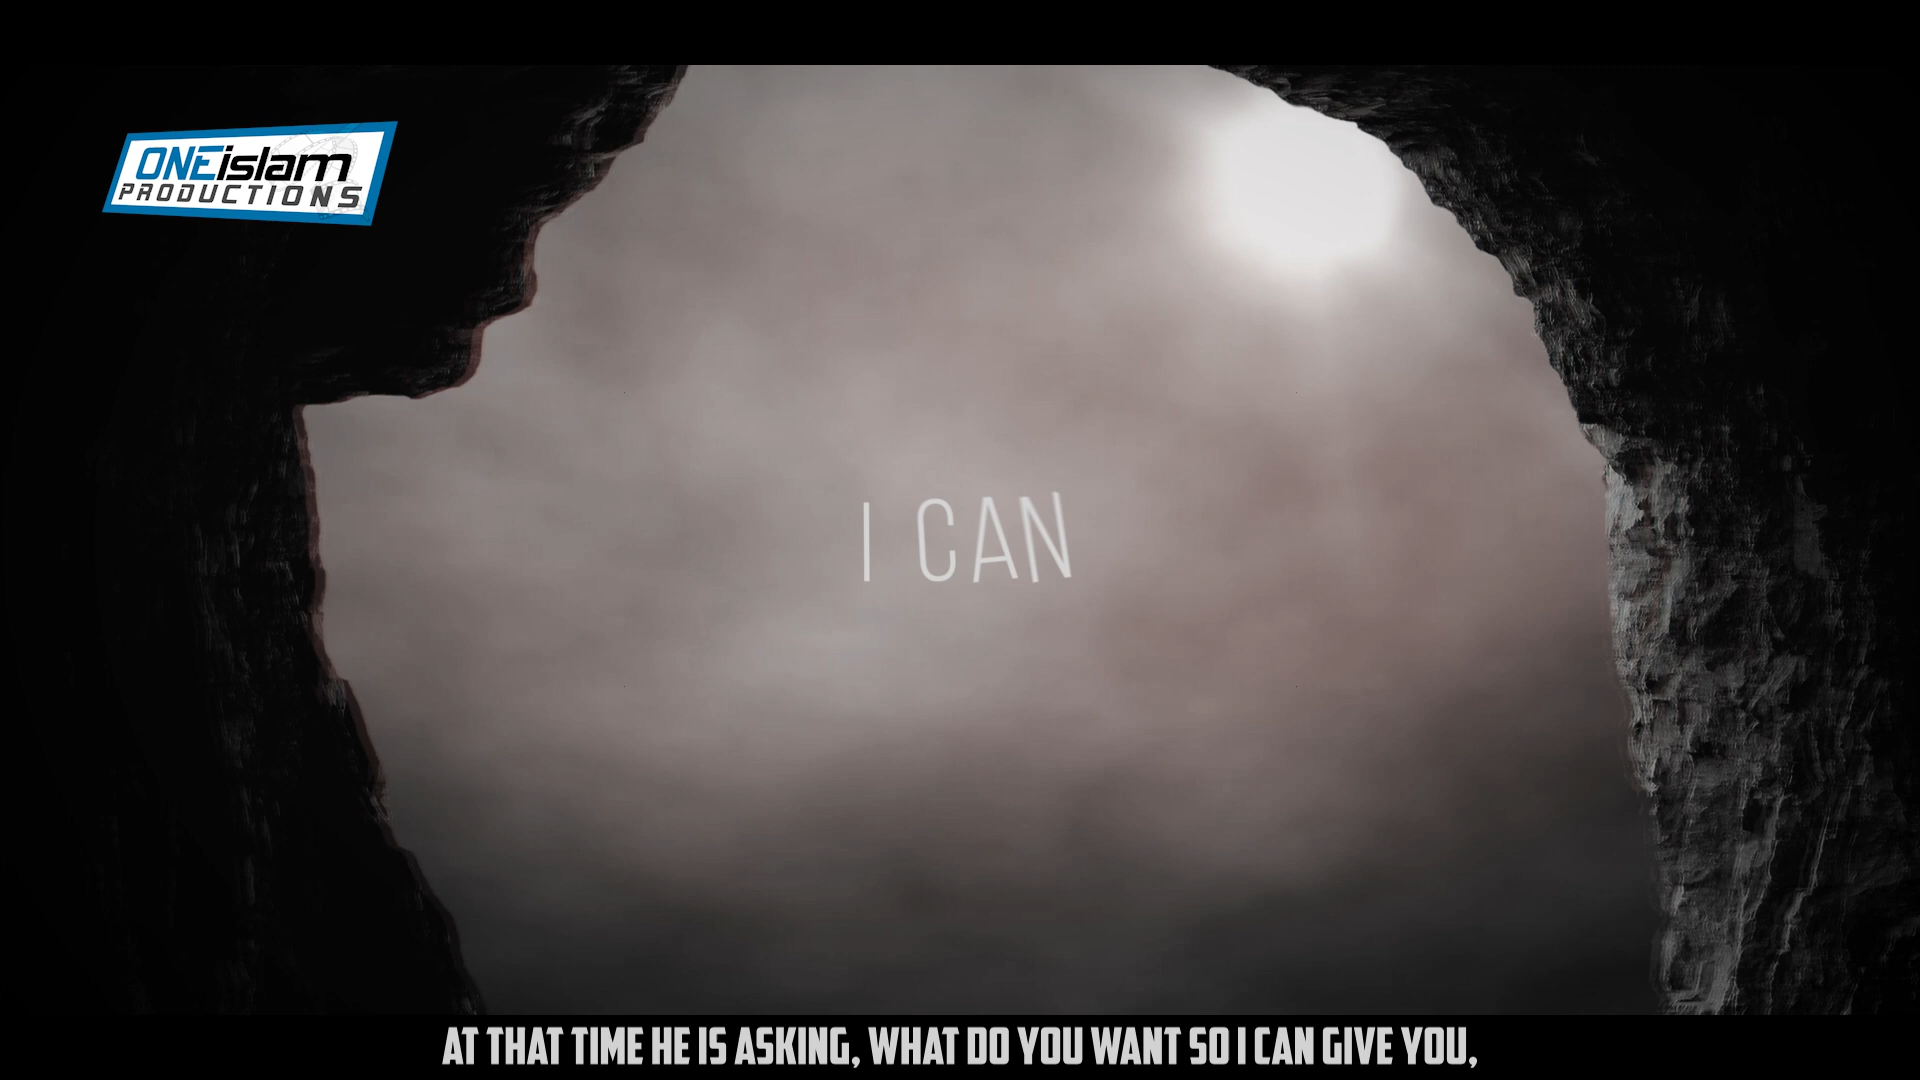 ONEislam
PRODUCTIONS
I CAN
AT THAT TIME HE IS ASKING, WHAT DO YOU WANT SO I CAN GIVE YOU,